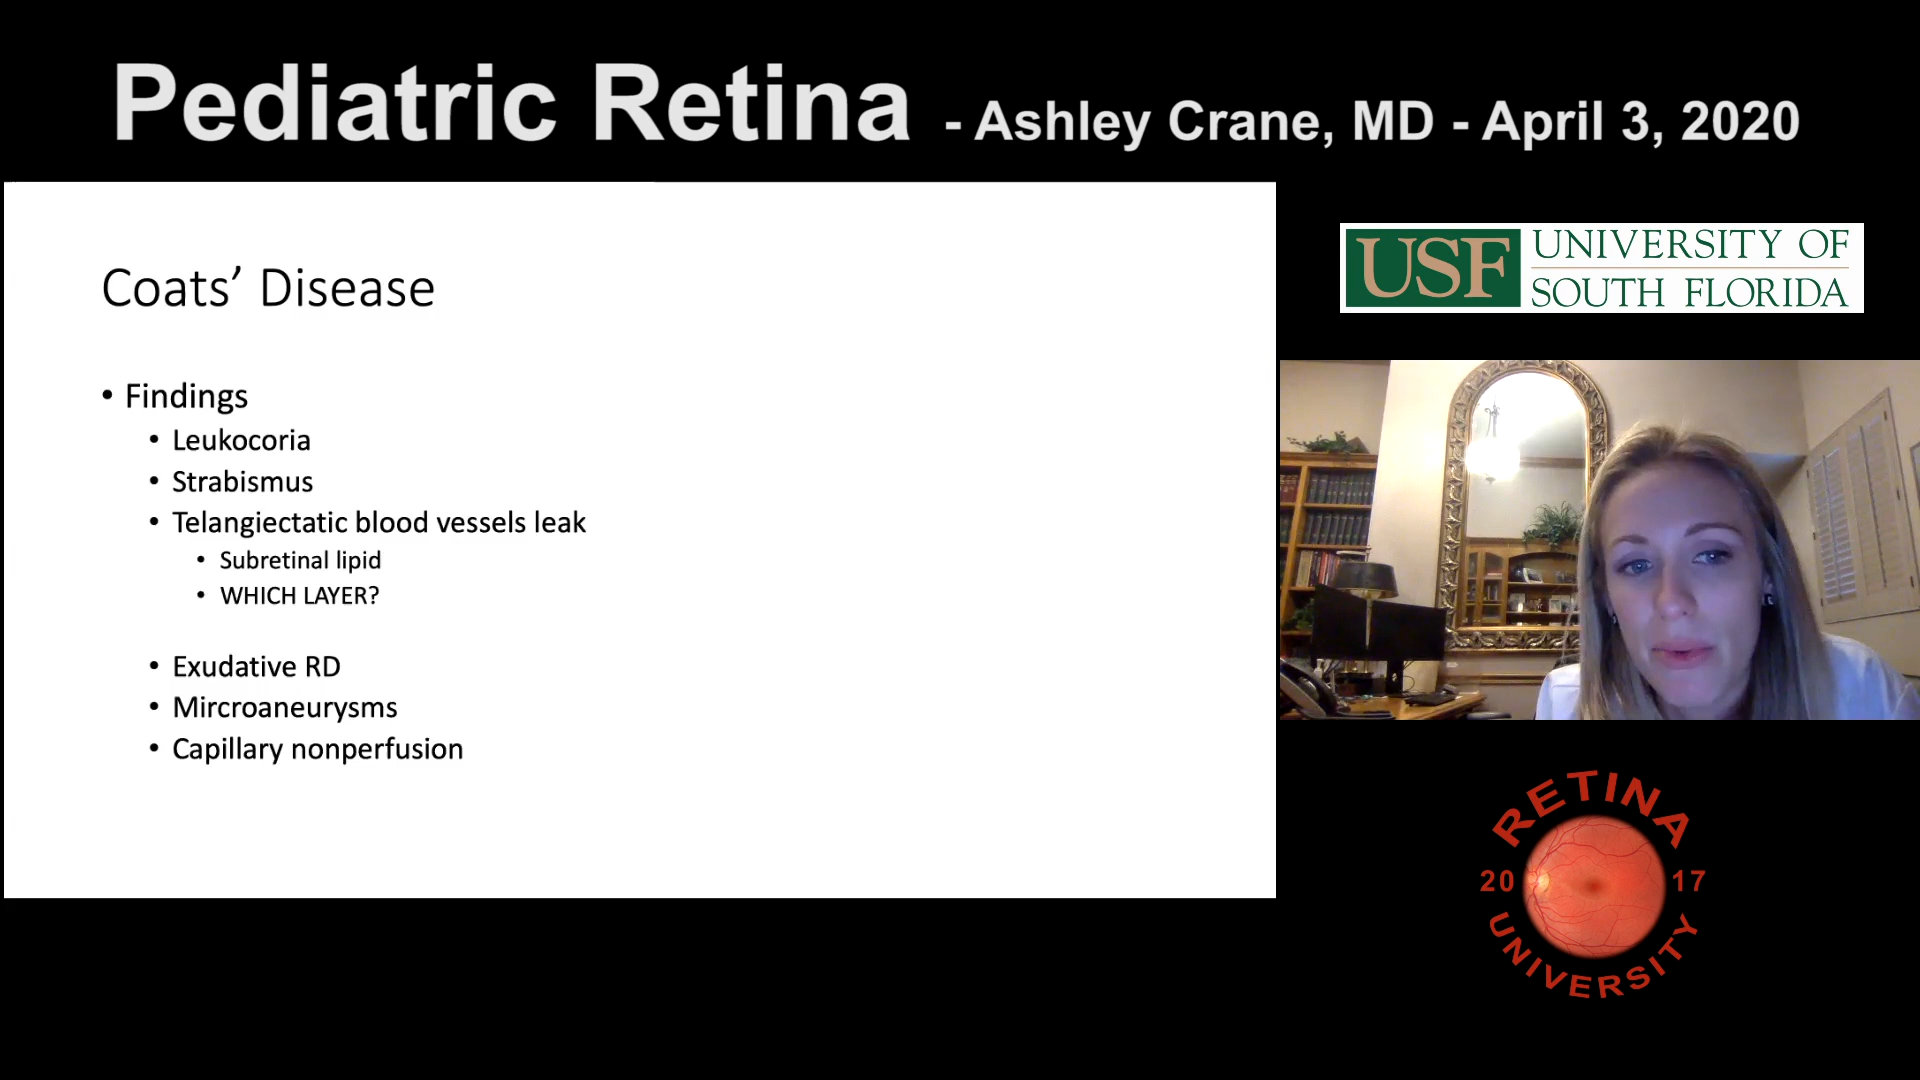 Pediatric Retina - Ashley Crane, MD - April 3, 2020
Coats’ Disease
• Findings
• Leukocoria
• Strabismus
• Telangiectatic blood vessels leak
• Subretinal lipid
• WHICH LAYER?
• Exudative RD
• Mircroaneurysms
• Capillary nonperfusion
USF UNIVERSITY OF
SOUTH FLORIDA
RETINA
20 17
UNIVERSITY